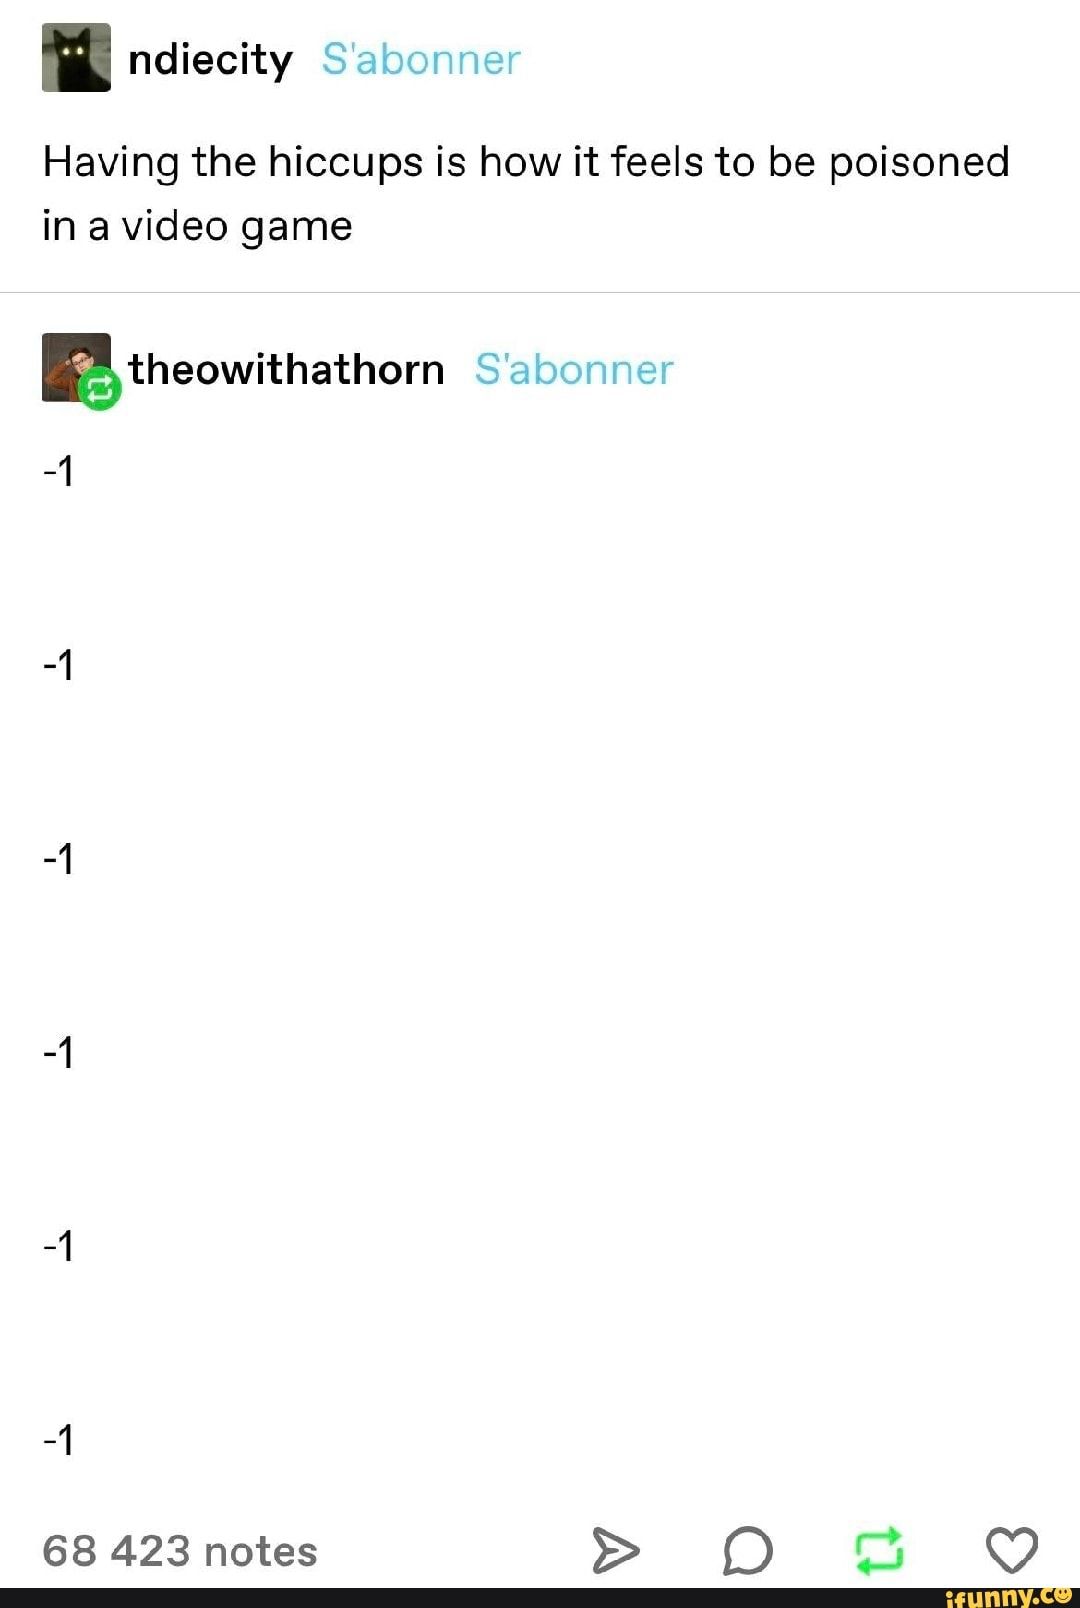 ndiecity S'abonner
Having the hiccups is how it feels to be poisoned
in a video game
theowithathorn S'abonner
-1
-1
-1
-1
-1
-1
68 423 notes
ifunny.co